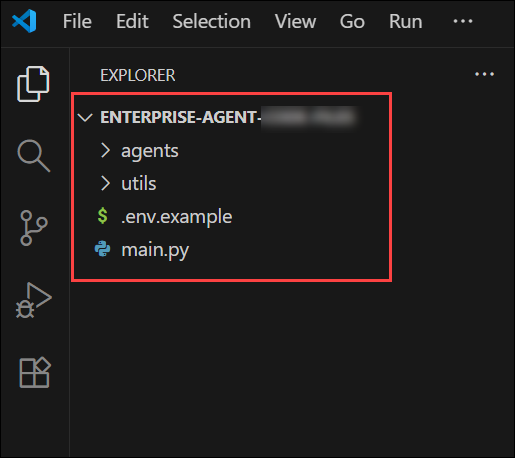 File Edit Selection View Go Run ···
EXPLORER ···
ENTERPRISE-AGENT-
agents
utils
$ .env.example
main.py